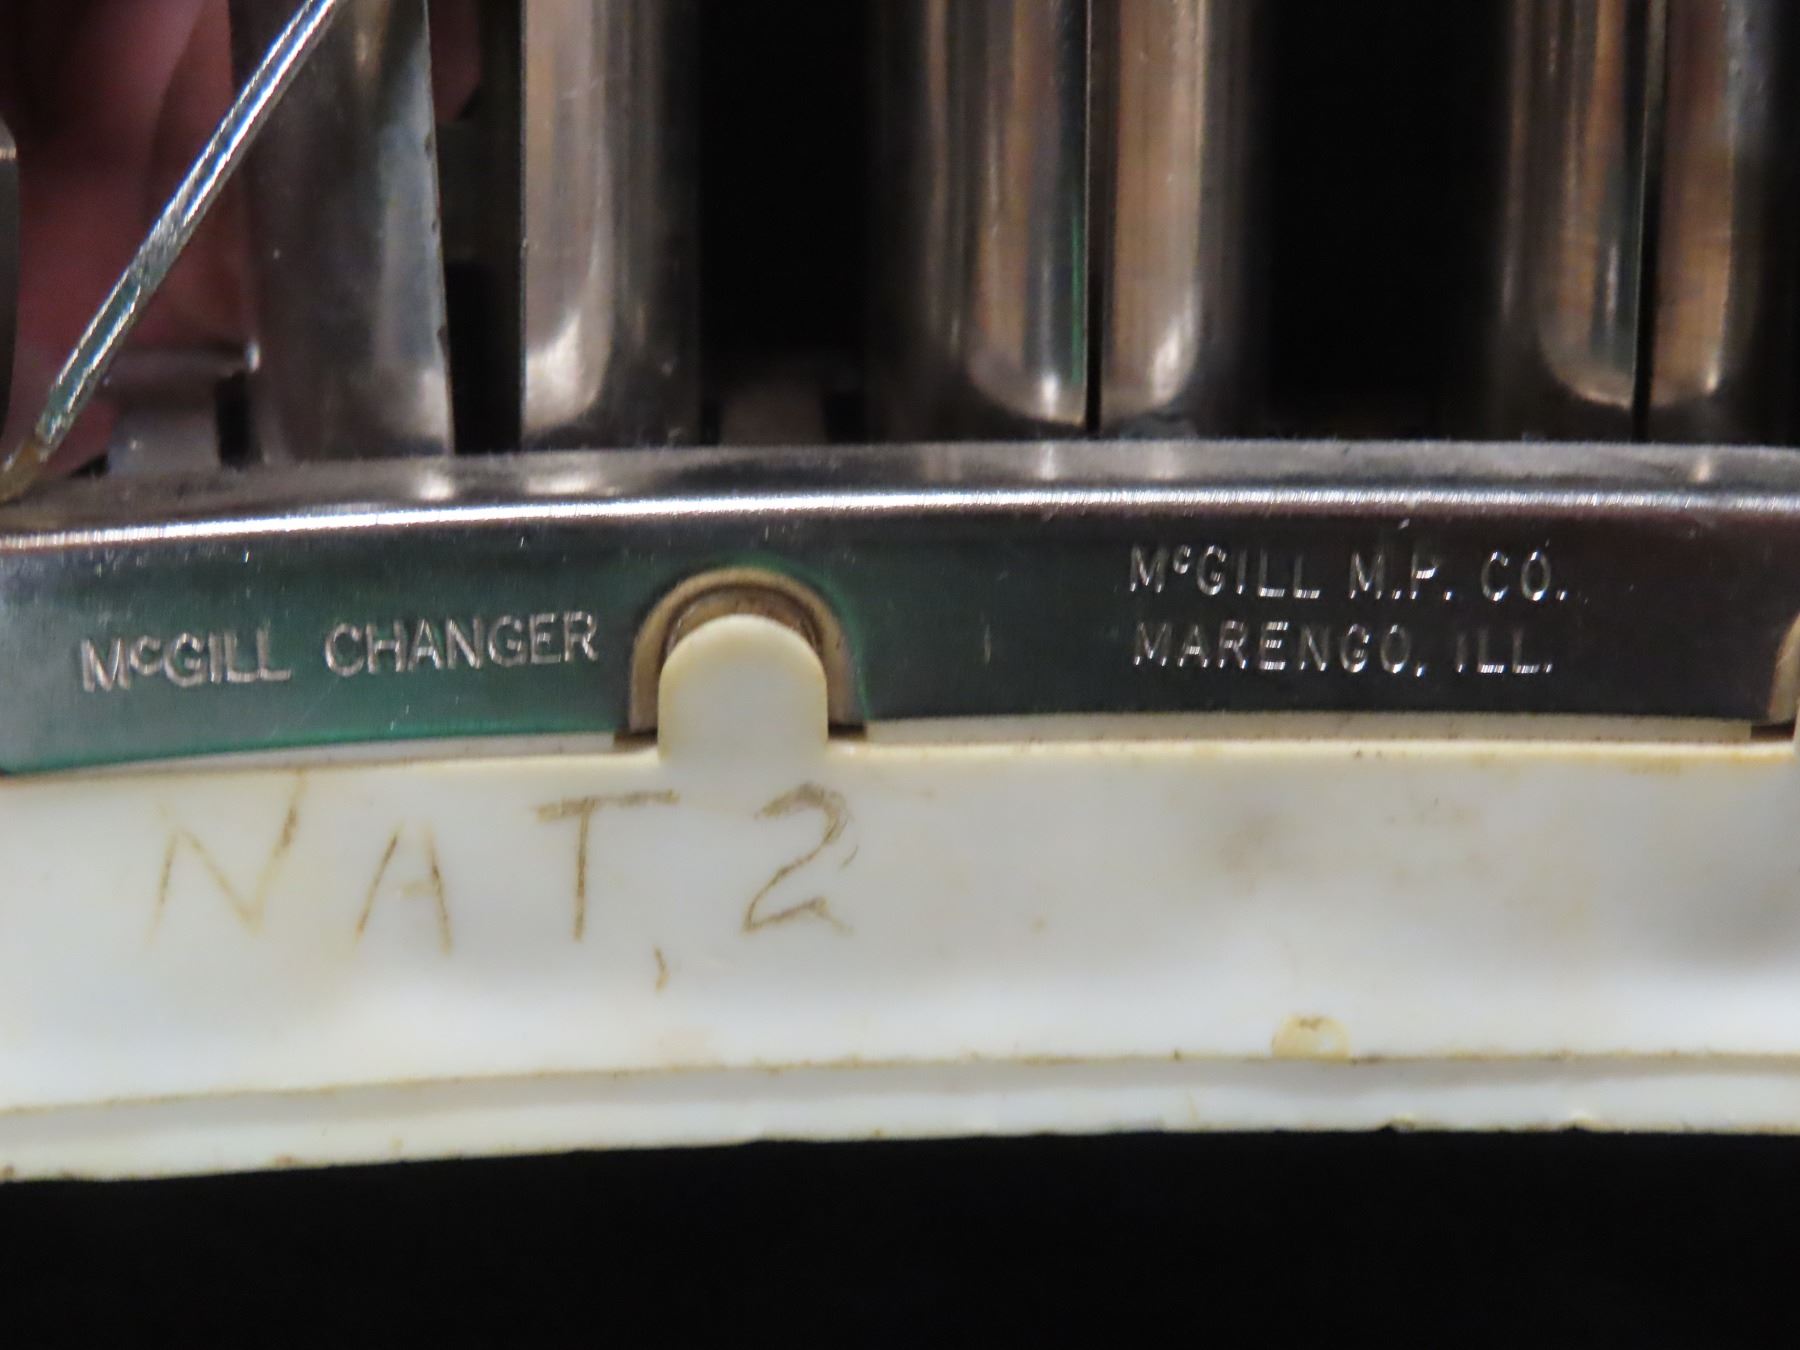 McGILL CHANGER
McGILL M.P. CO.
MARENGO, ILL.
NAT, 2